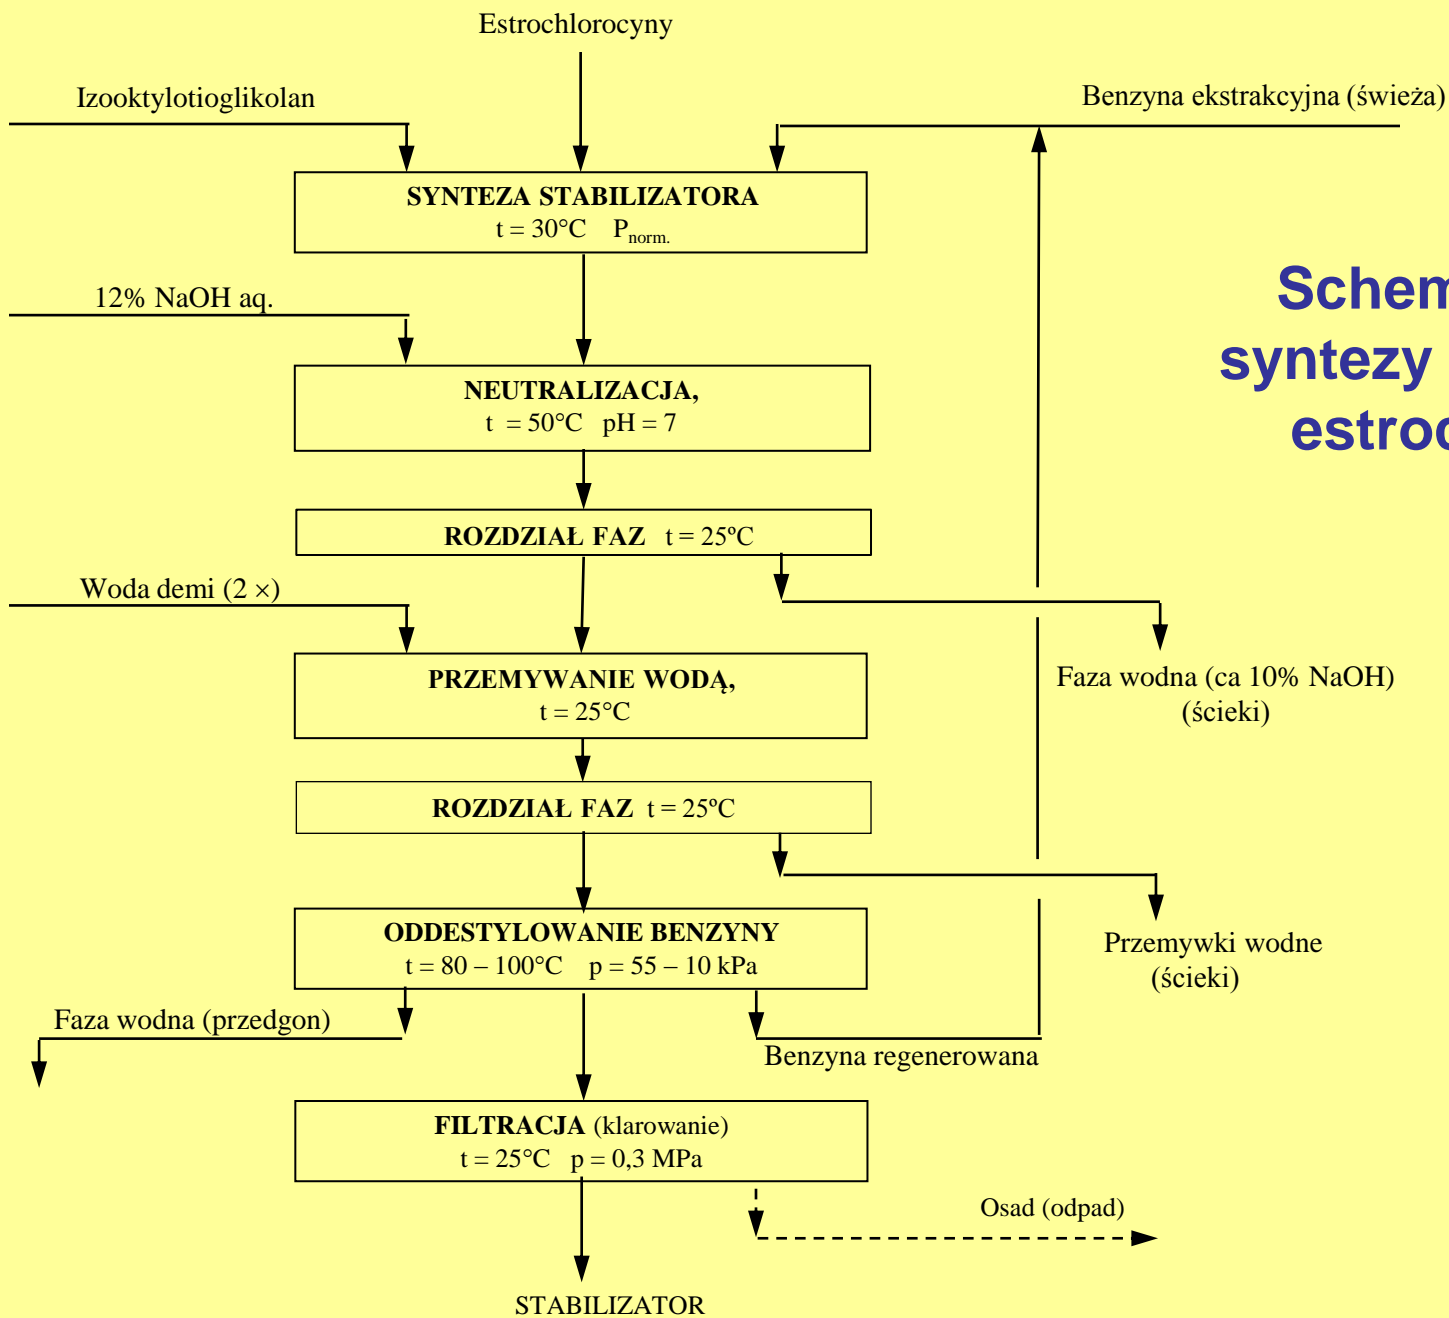 Estrochlorocyny
Izooktylotioglikolan
Benzyna ekstrakcyjna (świeża)
SYNTEZA STABILIZATORA
t = 30°C P norm.
12% NaOH aq.
Schem
syntezy
estroc
NEUTRALIZACJA,
t = 50°C pH = 7
ROZDZIAŁ FAZ t = 25ºC
Woda demi (2 ×)
PRZEMYWANIE WODĄ,
t = 25°C
Faza wodna (ca 10% NaOH)
(ścieki)
ROZDZIAŁ FAZ t = 25ºC
ODDESTYLOWANIE BENZYNY
t = 80 – 100°C p = 55 – 10 kPa
Przemywki wodne
(ścieki)
Faza wodna (przedgon)
Benzyna regenerowana
FILTRACJA (klarowanie)
t = 25°C p = 0,3 MPa
Osad (odpad)
STABILIZATOR